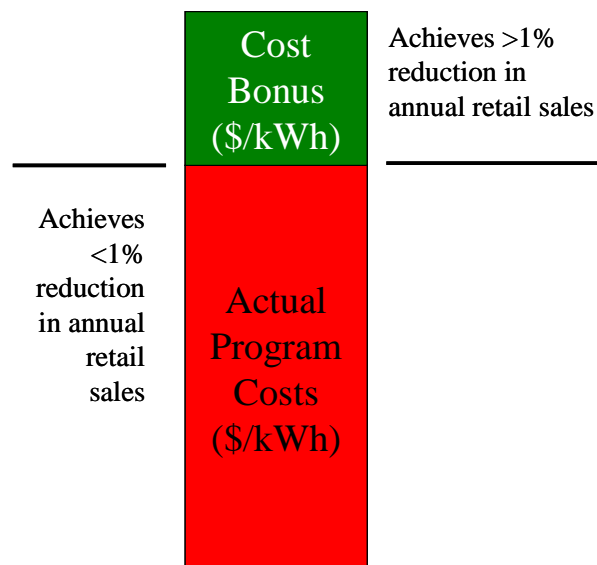 Cost
Bonus
($/kWh)
Achieves >1%
reduction in
annual retail sales
Achieves
<1%
reduction
in annual
retail
sales
Actual
Program
Costs
($/kWh)